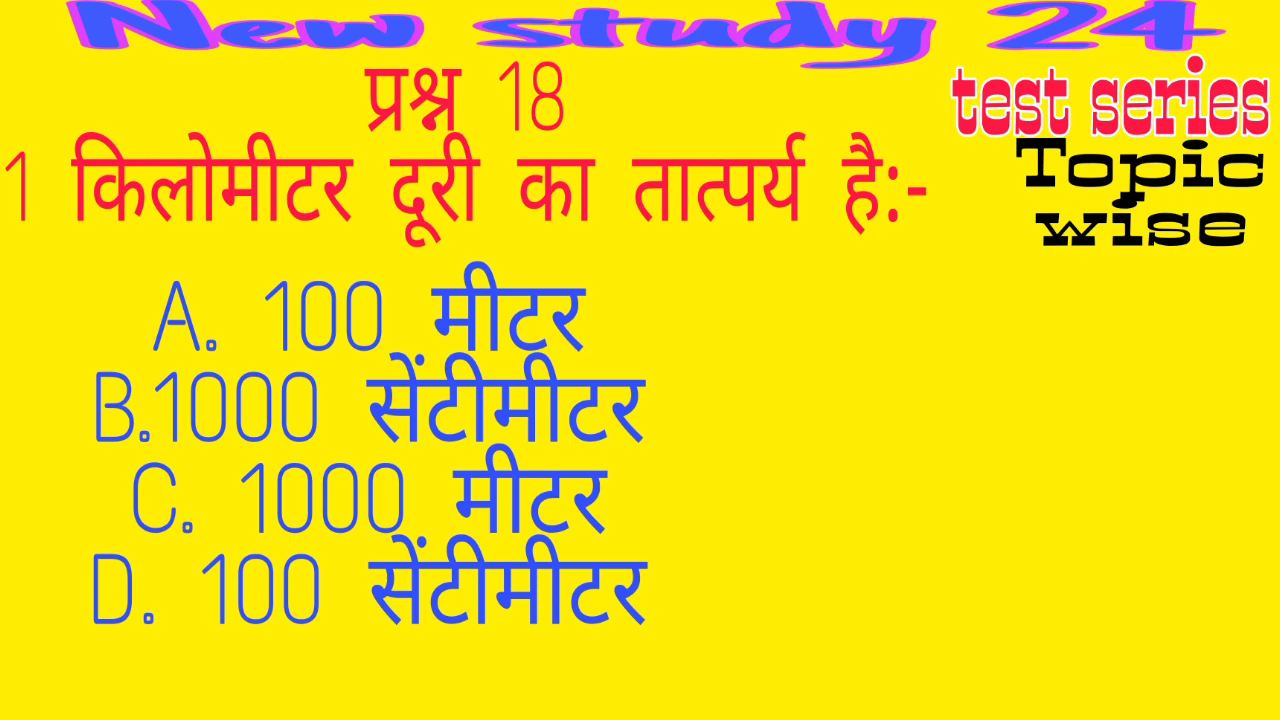 New study 24
प्रश्न 18
test series
1 किलोमीटर दूरी का तात्पर्य है:-
Topic
wise
A. 100 मीटर
B.1000 सेंटीमीटर
C. 1000 मीटर
D. 100 सेंटीमीटर